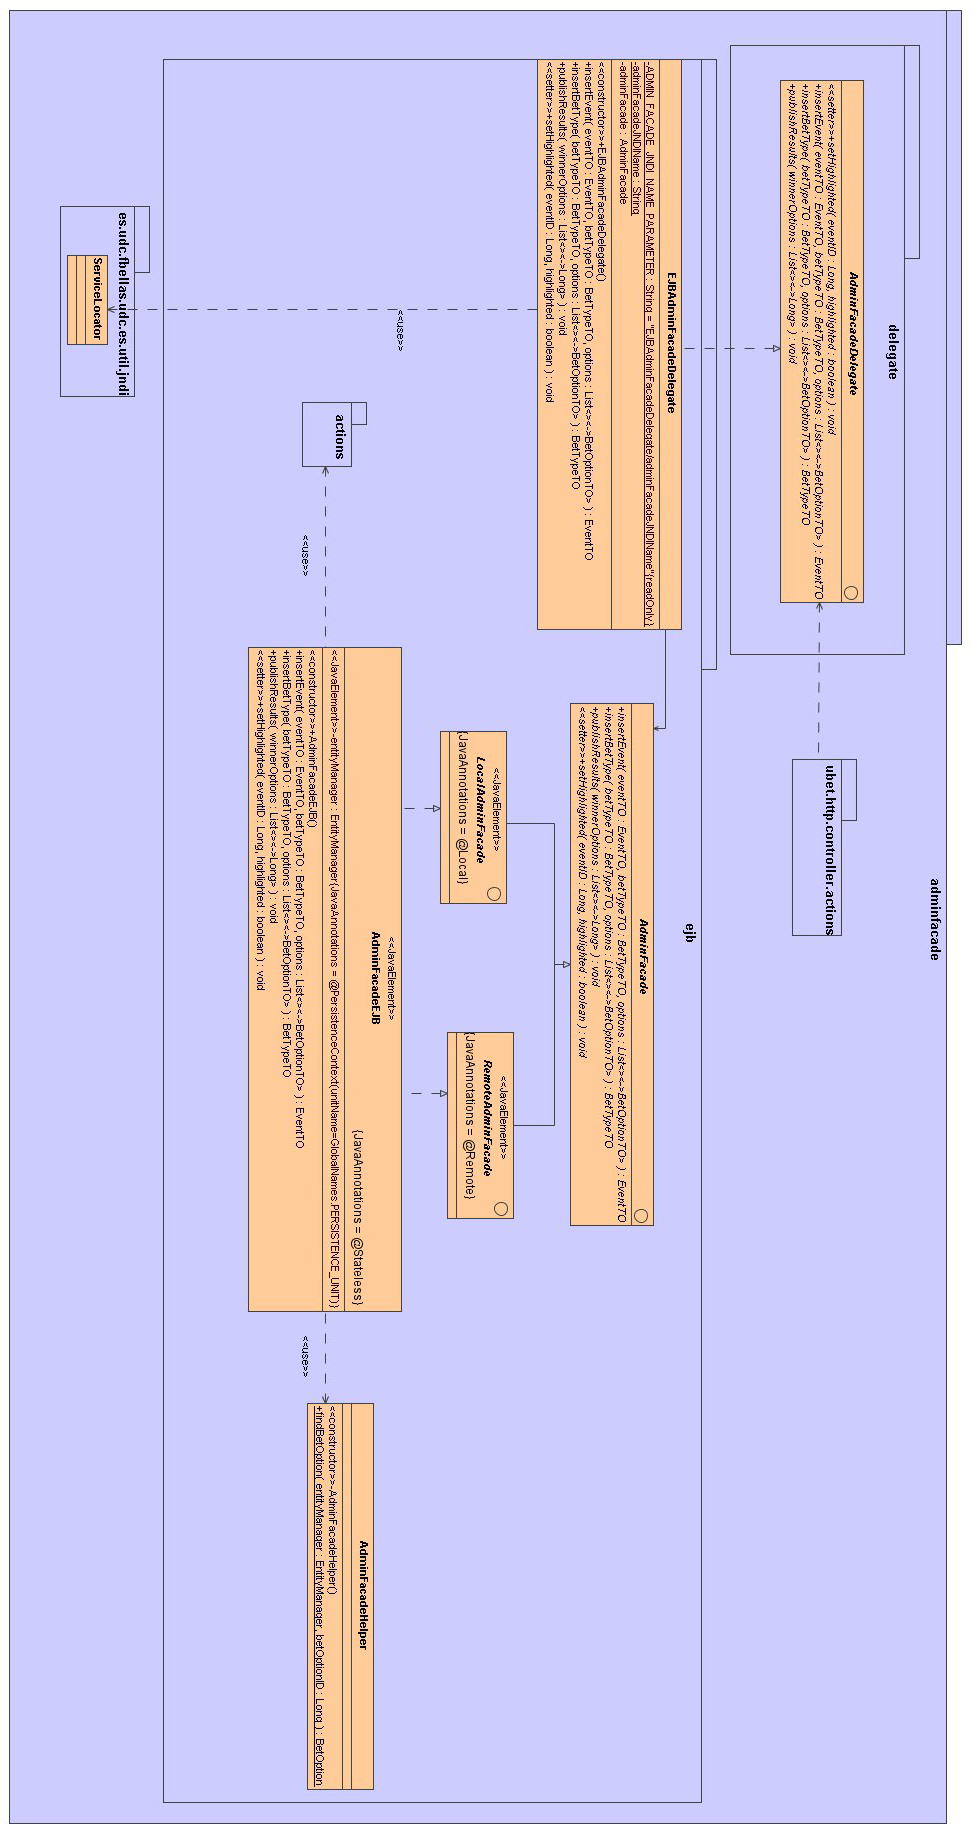 adminfacade
delegate
AdminFacadeDelegate
<<setter>>+setHighlighted( eventID : Long, highlighted : boolean ) : void
+insertEvent( eventTO : EventTO, betTypeTO : BetTypeTO, options : List<><->BetOptionTO> ) : EventTO
+insertBetType( betTypeTO : BetTypeTO, options : List<><->BetOptionTO> ) : BetTypeTO
+publishResults( winnerOptions : List<><->Long> ) : void
ubet.http.controller.actions
ejb
EJBAdminFacadeDelegate
-ADMIN_FACADE_JNDI_NAME_PARAMETER : String = "EJBAdminFacadeDelegate/adminFacadeJNDIName"{readOnly}
-adminFacadeJNDIName : String
-adminFacade : AdminFacade
<<constructor>>+EJBAdminFacadeDelegate()
+insertEvent( eventTO : EventTO, betTypeTO : BetTypeTO, options : List<><->BetOptionTO> ) : EventTO
+insertBetType( betTypeTO : BetTypeTO, options : List<><->BetOptionTO> ) : BetTypeTO
+publishResults( winnerOptions : List<><->Long> ) : void
<<setter>>+setHighlighted( eventID : Long, highlighted : boolean ) : void
AdminFacade
+insertEvent( eventTO : EventTO, betTypeTO : BetTypeTO, options : List<><->BetOptionTO> ) : EventTO
+insertBetType( betTypeTO : BetTypeTO, options : List<><->BetOptionTO> ) : BetTypeTO
+publishResults( winnerOptions : List<><->Long> ) : void
<<setter>>+setHighlighted( eventID : Long, highlighted : boolean ) : void
<<JavaElement>>
LocalAdminFacade
{JavaAnnotations = @Local}
<<JavaElement>>
RemoteAdminFacade
{JavaAnnotations = @Remote}
<<use>>
<<JavaElement>>
AdminFacadeEJB
{JavaAnnotations = @Stateless}
<<JavaElement>>-entityManager : EntityManager{JavaAnnotations = @PersistenceContext(unitName=GlobalNames.PERSISTENCE_UNIT)}
<<constructor>>+AdminFacadeEJB()
+insertEvent( eventTO : EventTO, betTypeTO : BetTypeTO, options : List<><->BetOptionTO> ) : EventTO
+insertBetType( betTypeTO : BetTypeTO, options : List<><->BetOptionTO> ) : BetTypeTO
+publishResults( winnerOptions : List<><->Long> ) : void
<<setter>>+setHighlighted( eventID : Long, highlighted : boolean ) : void
actions
<<use>>
<<use>>
AdminFacadeHelper
<<constructor>>-AdminFacadeHelper()
+findBetOption( entityManager : EntityManager, betOptionID : Long ) : BetOption
es.udc.fbellas.udc.es.util.jndi
ServiceLocator